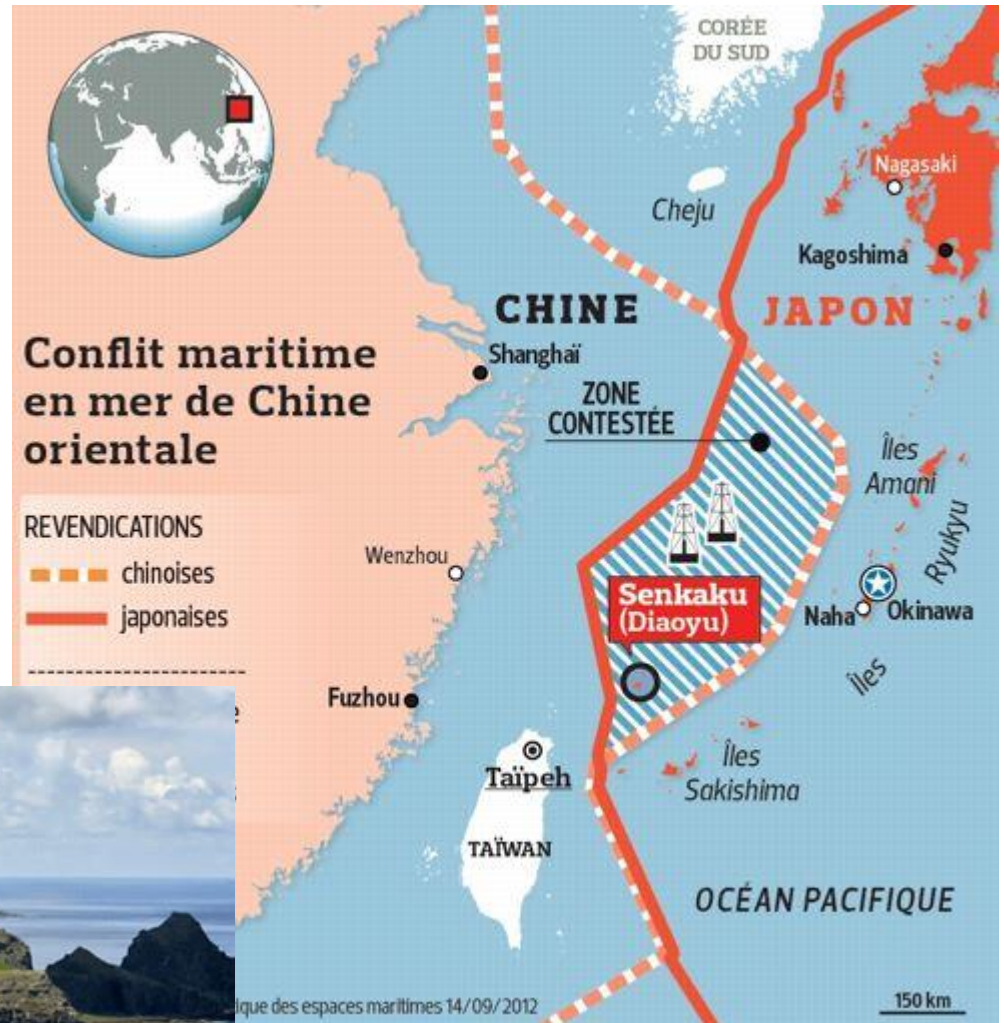 CORÉE
DU SUD
Nagasaki
Cheju
Kagoshima
CHINE
JAPON
Conflit maritime
en mer de Chine
orientale
Shanghaï
ZONE
CONTESTÉE
Îles
Amani
REVENDICATIONS
chinoises
japonaises
Wenzhou
Ryukyu
Senkaku
(Diaoyu)
Naha
Okinawa
Îles
Fuzhou
Taïpeh
Îles
Sakishima
TAÏWAN
OCÉAN PACIFIQUE
des espaces maritimes 14/09/2012
150 km